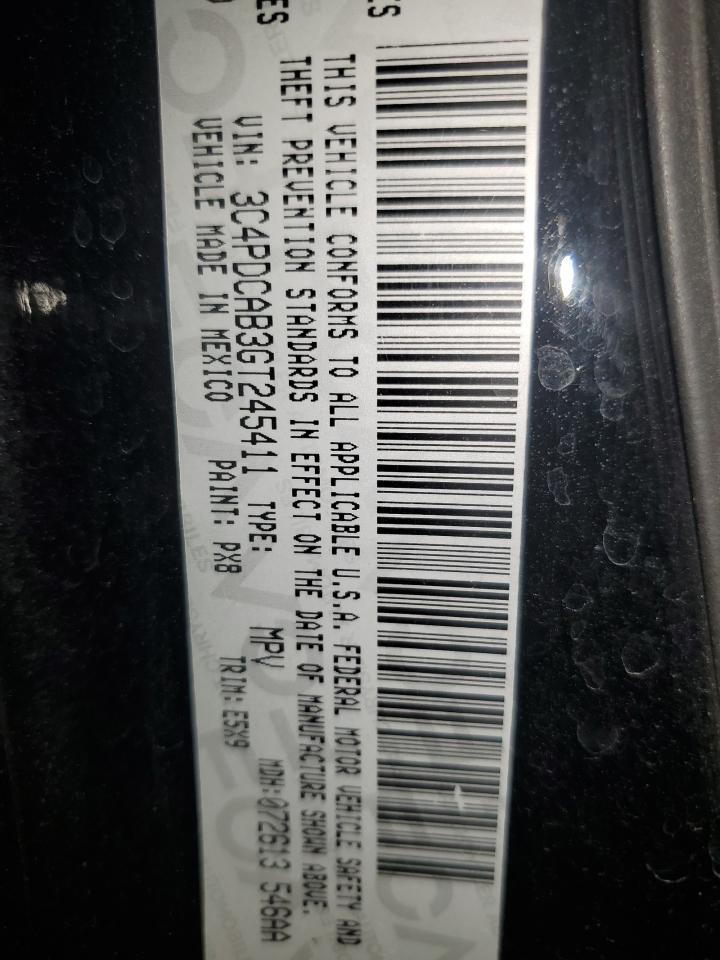 THIS VEHICLE CONFORMS TO ALL APPLICABLE U.S.A. FEDERAL MOTOR VEHICLE SAFETY AND
THEFT PREVENTION STANDARDS IN EFFECT ON THE DATE OF MANUFACTURE SHOWN ABOVE.
VIN: 3C4PDCAB3GT245411 TYPE: MPV MDH:072613 546AA
VEHICLE MADE IN MEXICO PAINT: PX8 TRIM: E5X9